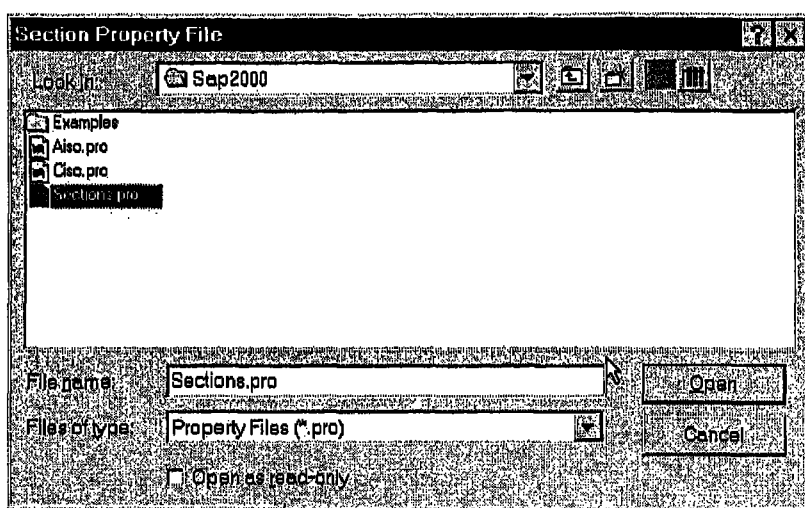 Section Property File
Look in:
Sap2000
Examples
Aisc.pro
Cisc.pro
Sections.pro
File name:
Sections.pro
Files of type:
Property Files (*.pro)
Open as read-only
Open
Cancel